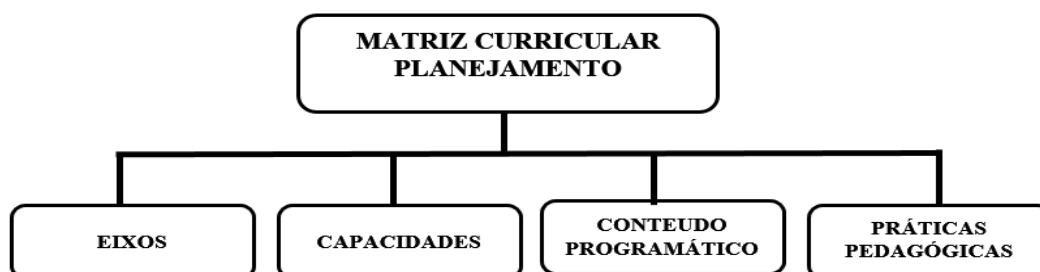 MATRIZ CURRICULAR
PLANEJAMENTO
EIXOS
CAPACIDADES
CONTEUDO
PROGRAMÁTICO
PRÁTICAS
PEDAGÓGICAS